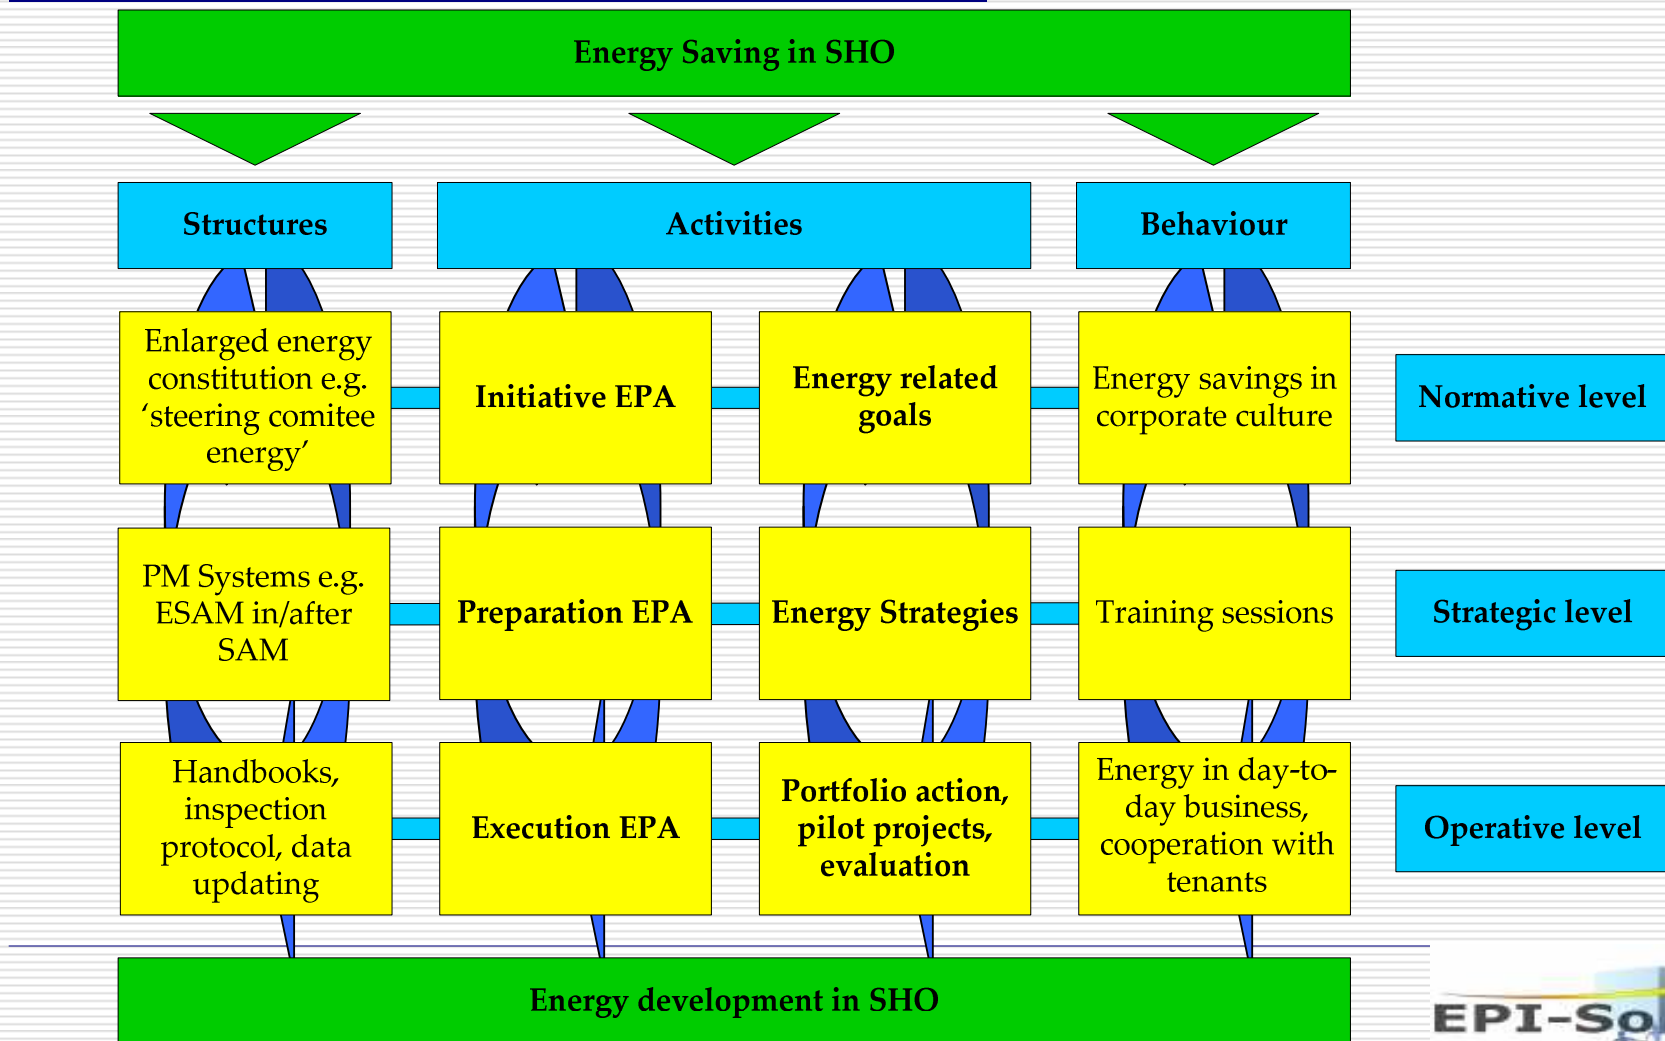 Energy Saving in SHO
Structures
Activities
Behaviour
Enlarged energy
constitution e.g.
‘steering comitee
energy’
Initiative EPA
Energy related
goals
Energy savings in
corporate culture
Normative level
PM Systems e.g.
ESAM in/after
SAM
Preparation EPA
Energy Strategies
Training sessions
Strategic level
Handbooks,
inspection
protocol, data
updating
Execution EPA
Portfolio action,
pilot projects,
evaluation
Energy in day-to-
day business,
cooperation with
tenants
Operative level
Energy development in SHO
EPI-So